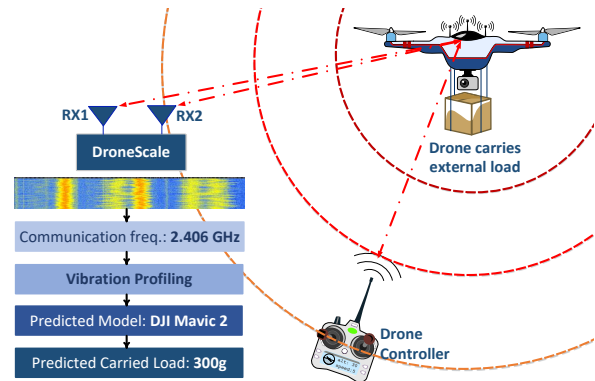 RX1
RX2
DroneScale
Drone carries
external load
Communication freq.: 2.406 GHz
Vibration Profiling
Predicted Model: DJI Mavic 2
Predicted Carried Load: 300g
Drone
Controller